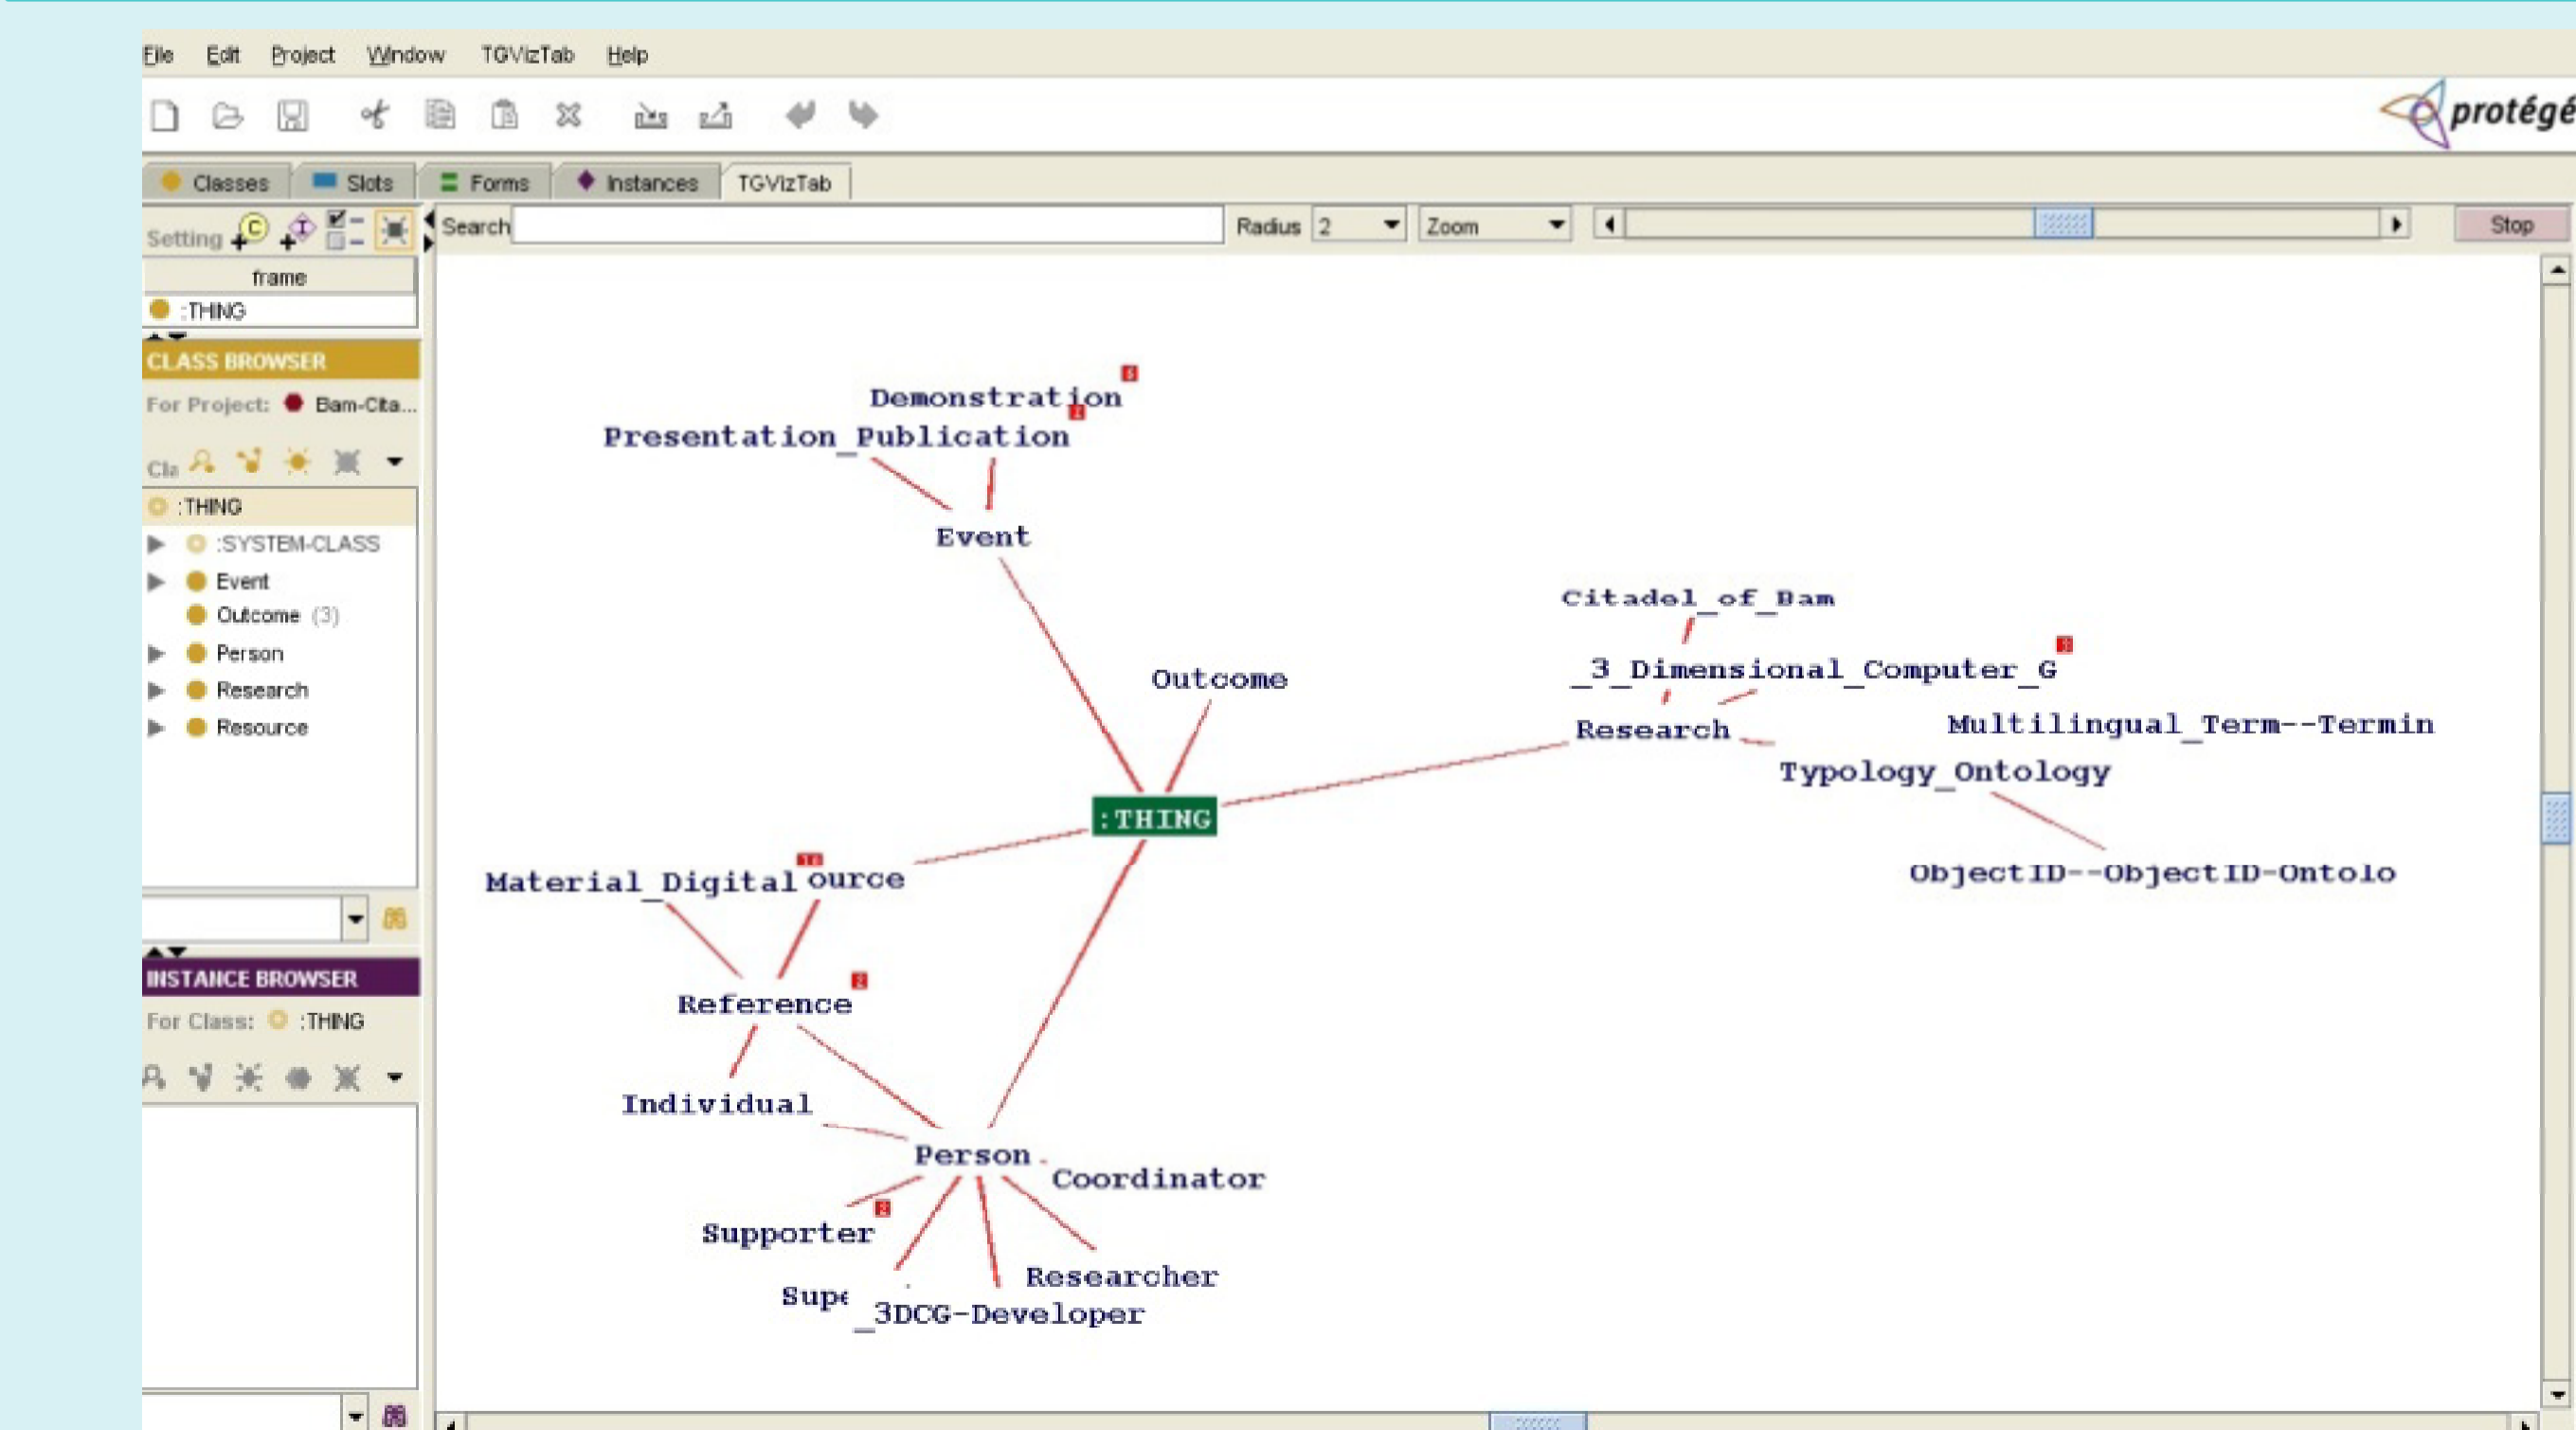 File Edit Project Window TGVizTab Help
protégé
Classes Slots Forms Instances TGVizTab
Setting
Search Radius 2 Zoom Stop
frame
:THING
CLASS BROWSER
For Project: Bam-Cita...
Cla
:THING
:SYSTEM-CLASS
Event
Outcome (3)
Person
Research
Resource
INSTANCE BROWSER
For Class: :THING
Demonstration
Presentation_Publication
Event
Citadel_of_Bam
_3_Dimensional_Computer_G
Outcome
Research
Multilingual_Term--Termin
Typology_Ontology
:THING
ObjectID--ObjectID-Ontolo
Material_Digital ource
Reference
Individual
Person
Coordinator
Supporter
Researcher
Supe
_3DCG-Developer